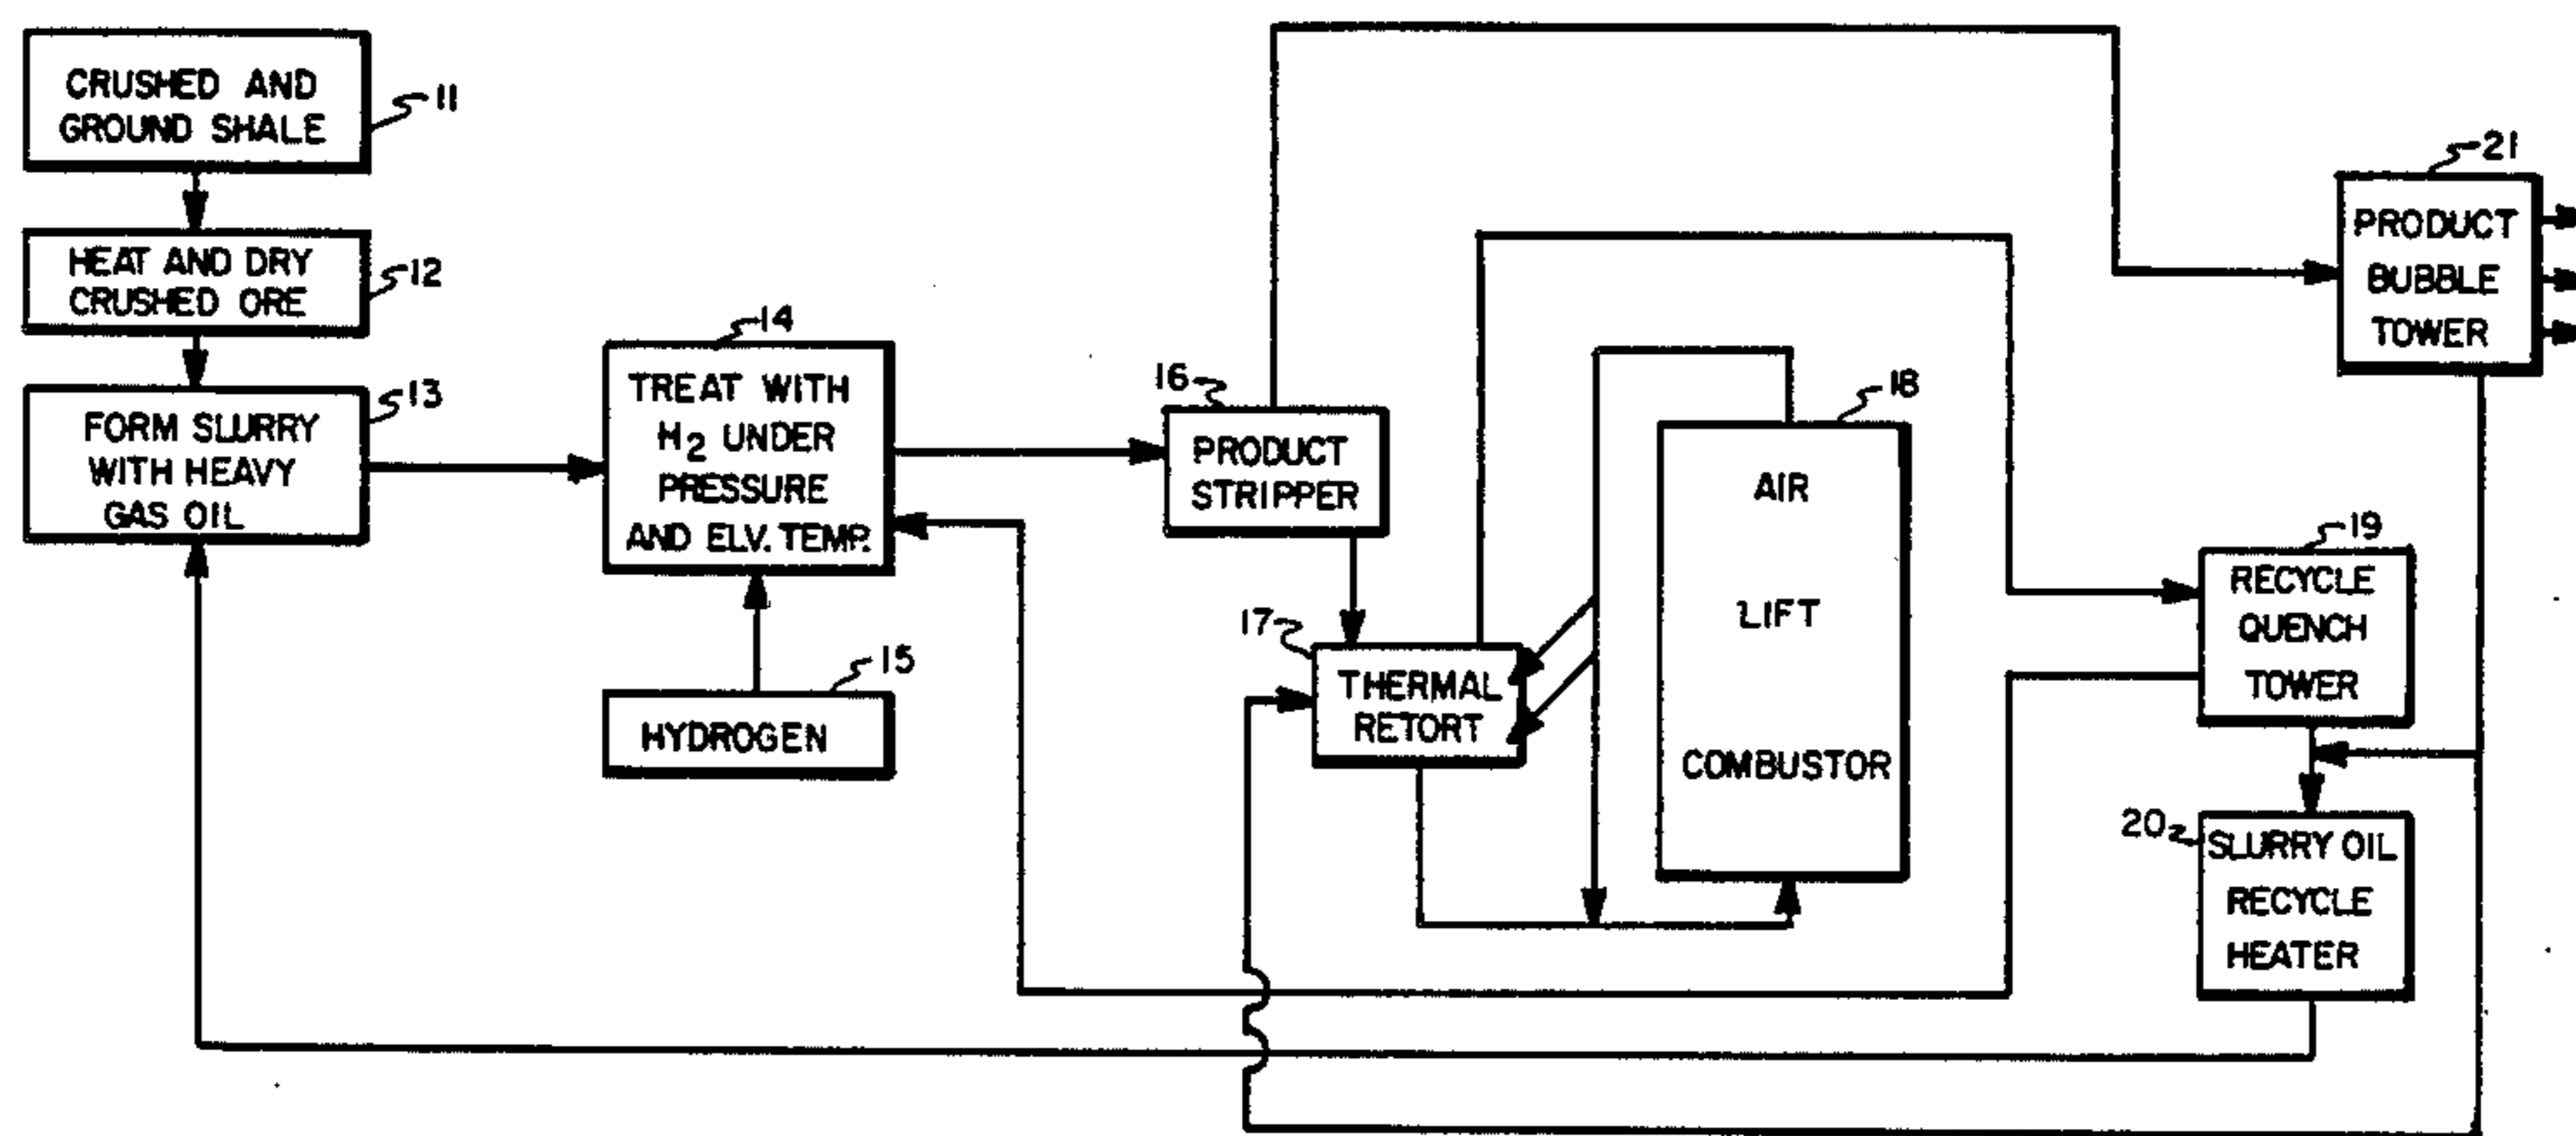 CRUSHED AND
GROUND SHALE
11
HEAT AND DRY
CRUSHED ORE
12
FORM SLURRY
WITH HEAVY
GAS OIL
13
14
TREAT WITH
H2 UNDER
PRESSURE
AND ELV. TEMP.
15
HYDROGEN
16
PRODUCT
STRIPPER
17
THERMAL
RETORT
18
AIR
LIFT
COMBUSTOR
19
RECYCLE
QUENCH
TOWER
20
SLURRY OIL
RECYCLE
HEATER
21
PRODUCT
BUBBLE
TOWER